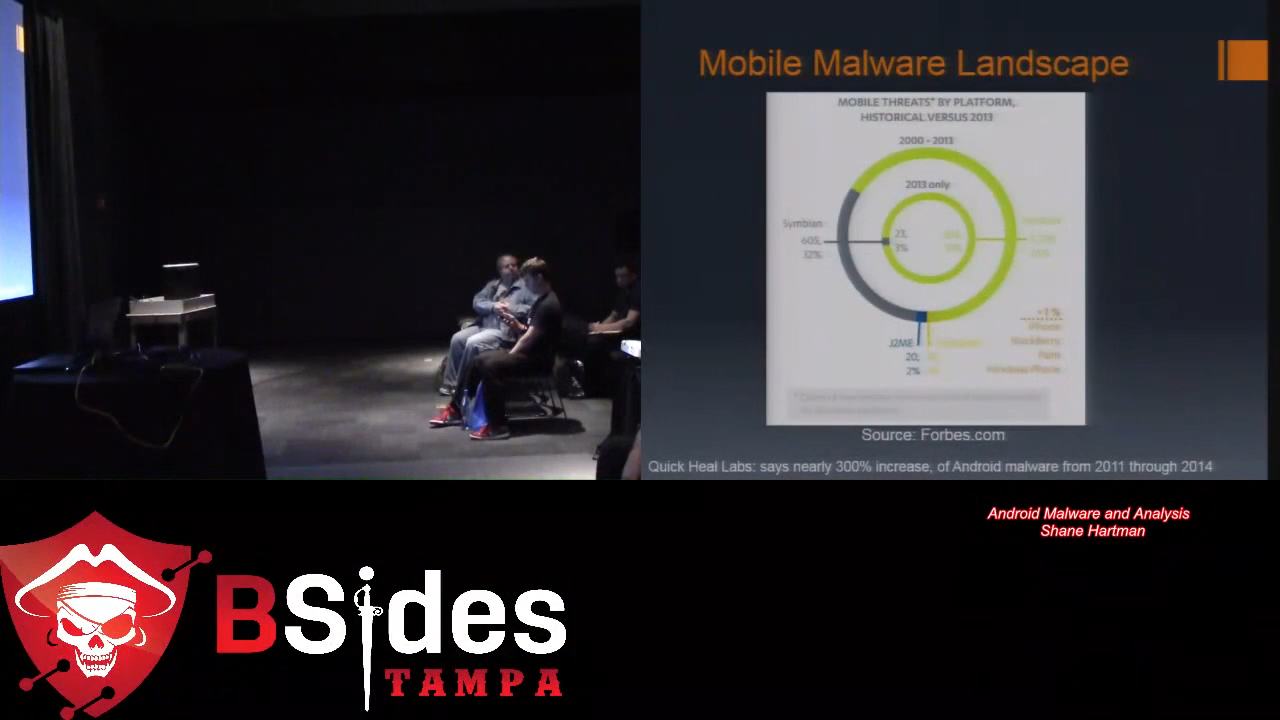 Mobile Malware Landscape
MOBILE THREATS* BY PLATFORM,
HISTORICAL VERSUS 2013
2000 - 2013
2013 only
Symbian
605,
32%
23,
3%
J2ME
20,
2%
<1%
iPhone
BlackBerry
Palm
Windows Phone
Source: Forbes.com
Quick Heal Labs: says nearly 300% increase, of Android malware from 2011 through 2014
Android Malware and Analysis
Shane Hartman
BSides
TAMPA